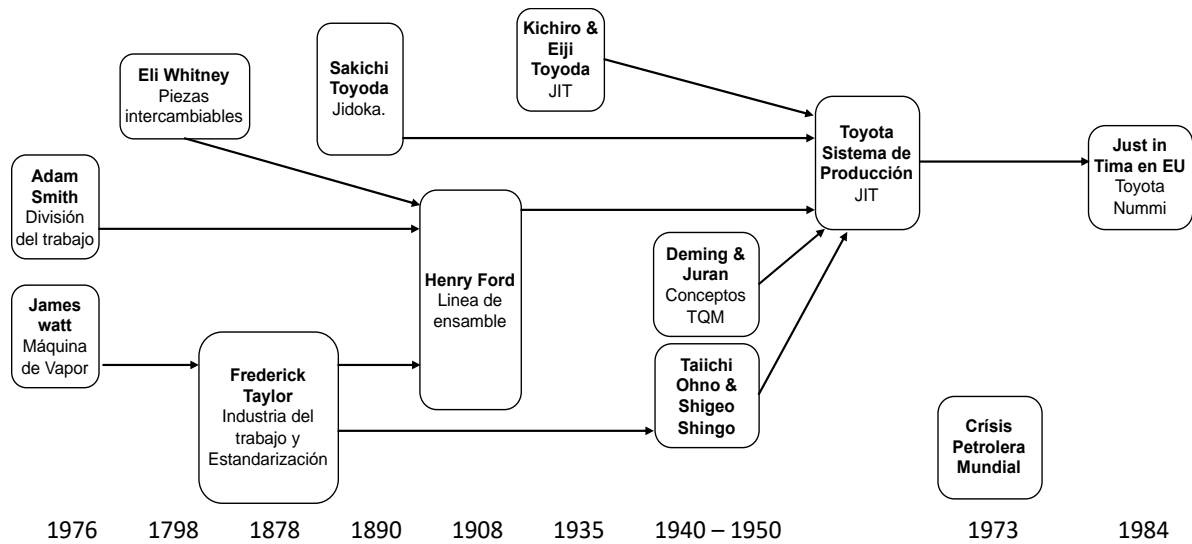 Adam
Smith
División
del trabajo
James
watt
Máquina
de Vapor
Eli Whitney
Piezas
intercambiables
Frederick
Taylor
Industria del
trabajo y
Estandarización
Sakichi
Toyoda
Jidoka.
Henry Ford
Linea de
ensamble
Kichiro &
Eiji
Toyoda
JIT
Deming &
Juran
Conceptos
TQM
Taiichi
Ohno &
Shigeo
Shingo
Toyota
Sistema de
Producción
JIT
Crísis
Petrolera
Mundial
Just in
Tima en EU
Toyota
Nummi
1976 1798 1878 1890 1908 1935 1940 – 1950 1973 1984